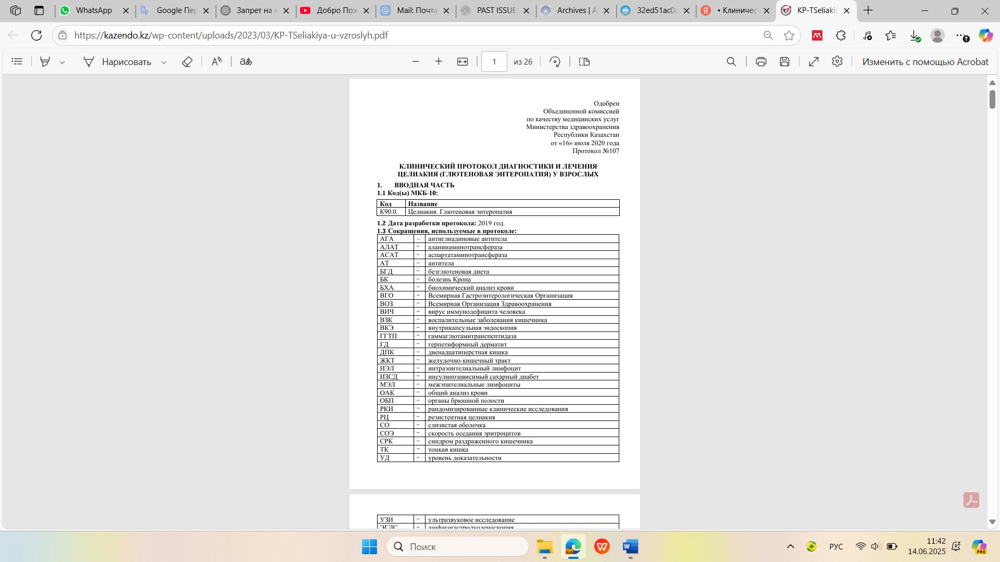 WhatsApp
Google Пер
Запрет на к
Добро Пож
Mail: Почта
PAST ISSUE
Archives | A
32ed51ac0c
• Клиничес
KP-TSeliakiy
https://kazendo.kz/wp-content/uploads/2023/03/KP-TSeliakiya-u-vzroslyh.pdf
Нарисовать
аあ
1 из 26
Изменить с помощью Acrobat
Одобрен
Объединенной комиссией
по качеству медицинских услуг
Министерства здравоохранения
Республики Казахстан
от «16» июля 2020 года
Протокол №107
КЛИНИЧЕСКИЙ ПРОТОКОЛ ДИАГНОСТИКИ И ЛЕЧЕНИЯ
ЦЕЛИАКИЯ (ГЛЮТЕНОВАЯ ЭНТЕРОПАТИЯ) У ВЗРОСЛЫХ
1. ВВОДНАЯ ЧАСТЬ
1.1 Код(ы) МКБ-10:
Код Название
К90.0 Целиакия. Глютеновая энтеропатия
1.2 Дата разработки протокола: 2019 год.
1.3 Сокращения, используемые в протоколе:
АГА – антиглиадиновые антитела
АЛАТ - аланинаминотрансфераза
АСАТ - аспартатаминотрансфераза
АТ - антитела
БГД - безглютеновая диета
БК - болезнь Крона
БХА - биохимический анализ крови
ВГО - Всемирная Гастроэнтерологическая Организация
ВОЗ - Всемирная Организация Здравоохранения
ВИЧ - вирус иммунодефицита человека
ВЗК - воспалительные заболевания кишечника
ВКЭ - внутрикапсульная эндоскопия
ГГТП - гаммаглютамитранспептидаза
ГД - герпетиформный дерматит
ДПК - двенадцатиперстная кишка
ЖКТ - желудочно-кишечный тракт
ИЭЛ - интраэпителиальный лимфоцит
ИЗСД - инсулинозависимый сахарный диабет
МЭЛ - межэпителиальные лимфоциты
ОАК - общий анализ крови
ОБП - органы брюшной полости
РКИ - рандомизированные клинические исследования
РЦ - резистентная целиакия
СО - слизистая оболочка
СОЭ - скорость оседания эритроцитов
СРК - синдром раздраженного кишечника
ТК - тонкая кишка
УД - уровень доказательности
УЗИ - ультразвуковое исследование
ЭГДС - эзофагогастродуоденоскопия
Поиск
РУС
11:42
14.06.2025
PRE